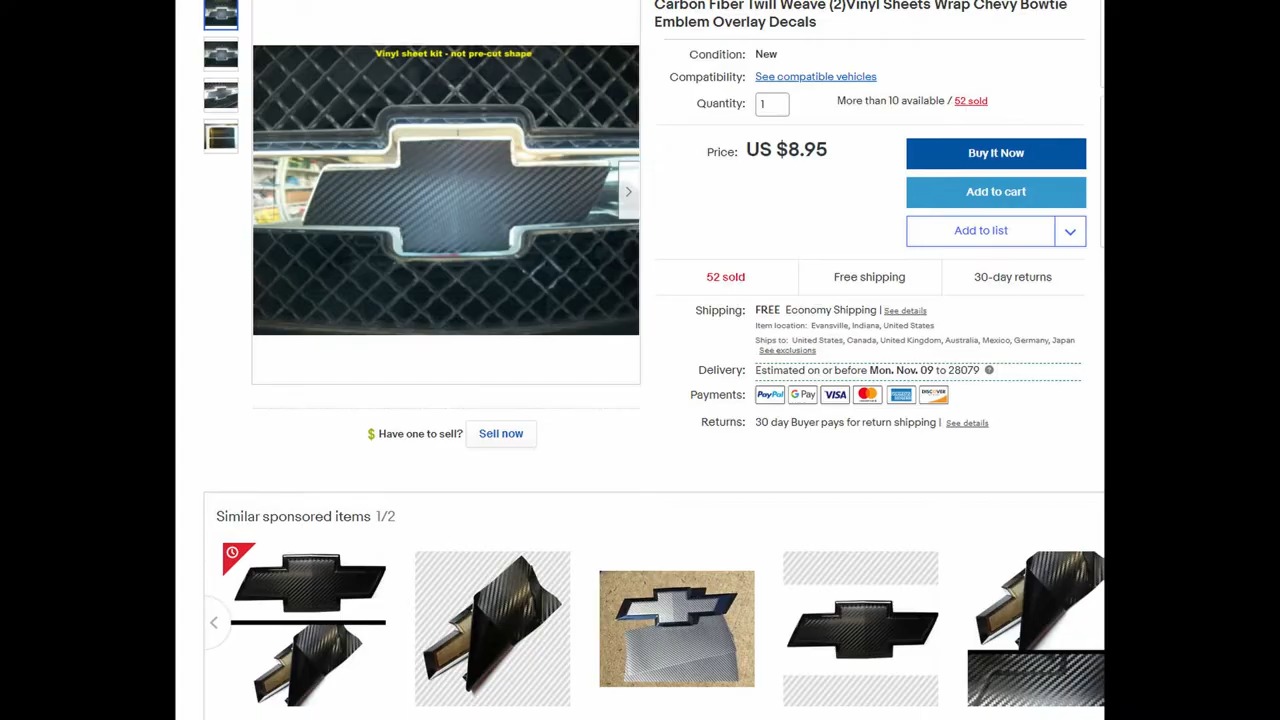 Carbon Fiber Twill Weave (2)Vinyl Sheets Wrap Chevy Bowtie
Emblem Overlay Decals
Vinyl sheet kit - not pre-cut shape
Condition: New
Compatibility: See compatible vehicles
Quantity: 1 More than 10 available / 52 sold
Price: US $8.95
Buy It Now
Add to cart
Add to list
52 sold Free shipping 30-day returns
Shipping: FREE Economy Shipping | See details
Item location: Evansville, Indiana, United States
Ships to: United States, Canada, United Kingdom, Australia, Mexico, Germany, Japan
See exclusions
Delivery: Estimated on or before Mon. Nov. 09 to 28079
Payments: PayPal G Pay VISA DISCOVER
Returns: 30 day Buyer pays for return shipping | See details
Have one to sell? Sell now
Similar sponsored items 1/2